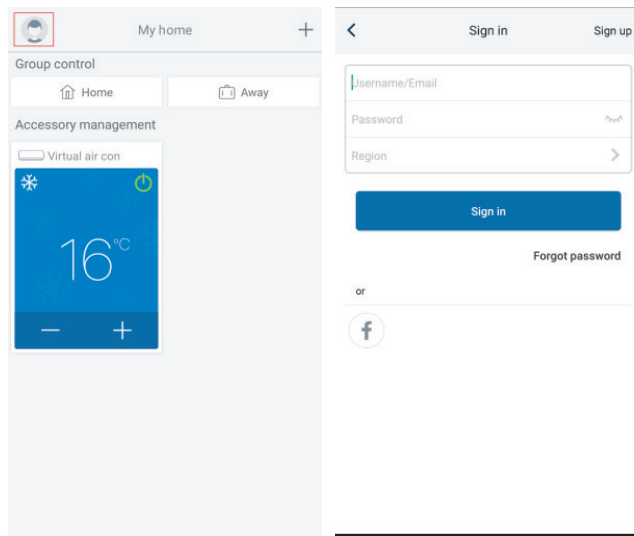 My home
+
Group control
Home
Away
Accessory management
Virtual air con
16°C
− +
Sign in
Sign up
Username/Email
Password
Region
Sign in
Forgot password
or
f